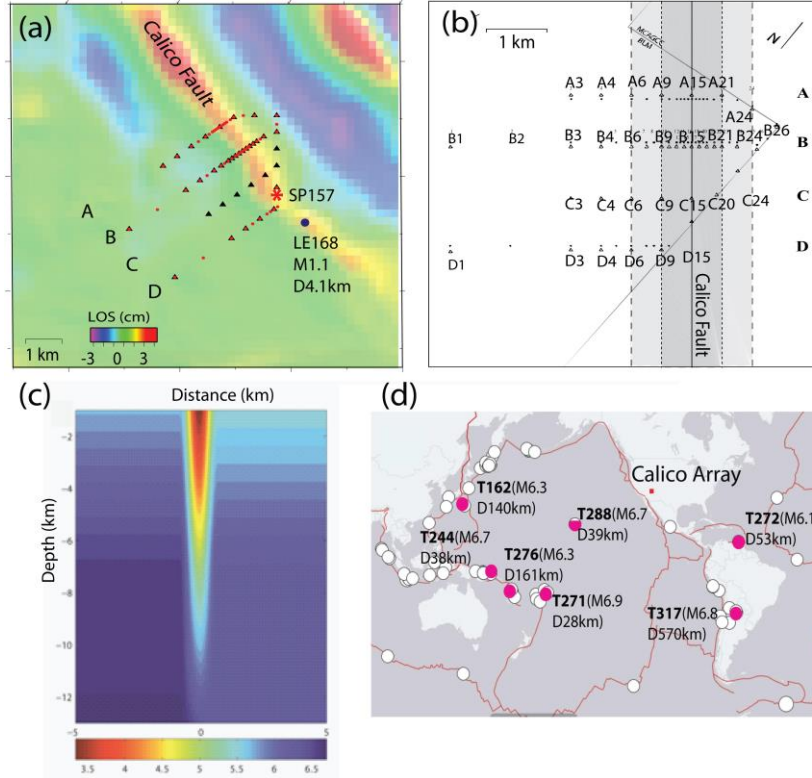 (a)
Calico Fault
SP157
LE168
M1.1
D4.1km
A
B
C
D
LOS (cm)
-3 0 3
1 km
(b)
1 km
MCAGCC
BLM
N
A3 A4 A6 A9 A15 A21 A
A24
B1 B2 B3 B4 B6 B9 B15 B21 B24 B26 B
C3 C4 C6 C9 C15 C20 C24 C
D1 D3 D4 D6 D9 D15 D
Calico Fault
(c)
Distance (km)
Depth (km)
-2
-4
-6
-8
-10
-12
-5 0 5
3.5 4 4.5 5 5.5 6 6.5
(d)
Calico Array
T162(M6.3
D140km)
T288(M6.7
D39km)
T272(M6.1
D53km)
T244(M6.7
D38km)
T276(M6.3
D161km)
T271(M6.9
D28km)
T317(M6.8
D570km)